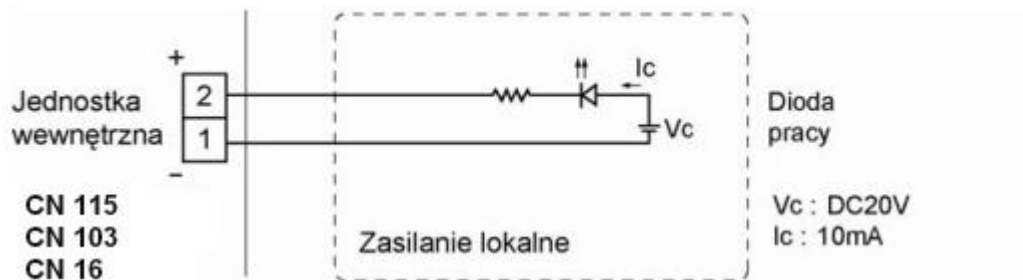 Jednostka
wewnętrzna
+
2
1
−
CN 115
CN 103
CN 16
Ic
Vc
Zasilanie lokalne
Dioda
pracy
Vc : DC20V
Ic : 10mA